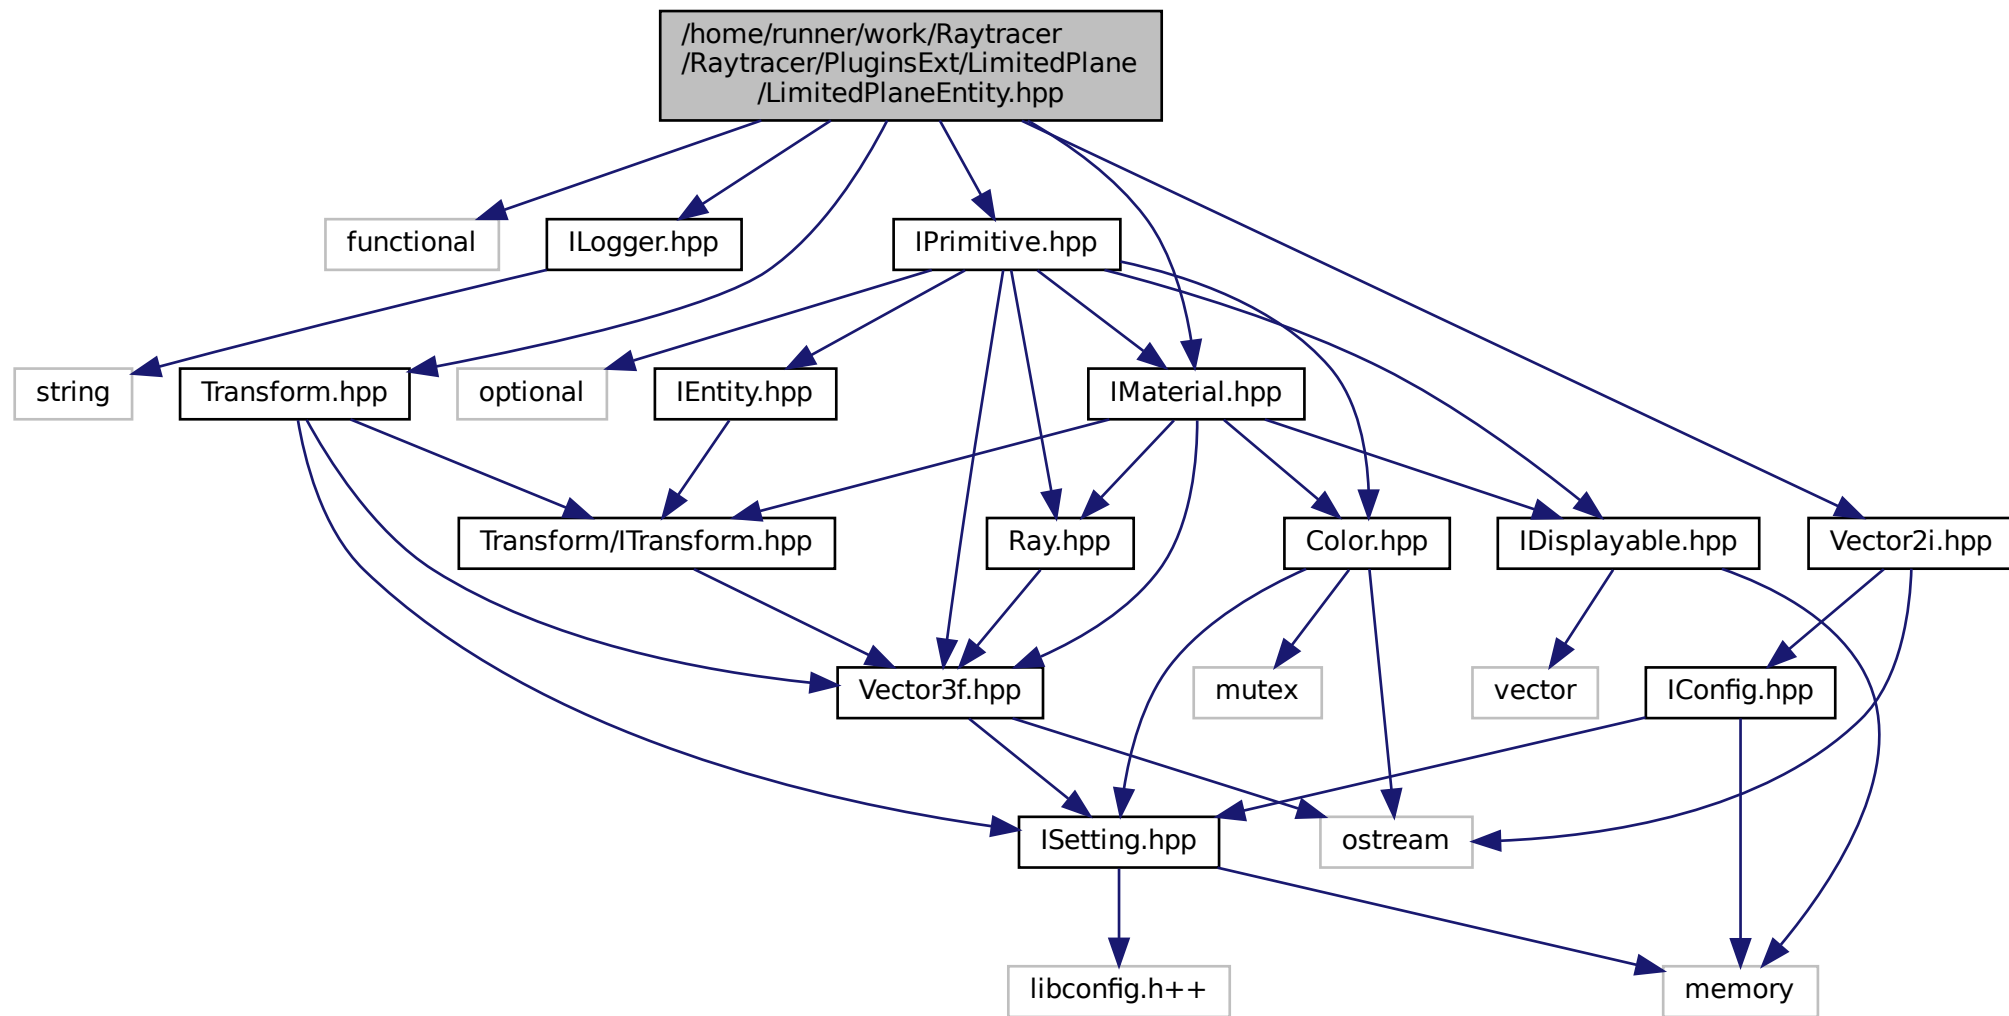 /home/runner/work/Raytracer
/Raytracer/PluginsExt/LimitedPlane
/LimitedPlaneEntity.hpp
functional
ILogger.hpp
IPrimitive.hpp
string
Transform.hpp
optional
IEntity.hpp
IMaterial.hpp
Transform/ITransform.hpp
Ray.hpp
Color.hpp
IDisplayable.hpp
Vector2i.hpp
Vector3f.hpp
mutex
vector
IConfig.hpp
ISetting.hpp
ostream
libconfig.h++
memory